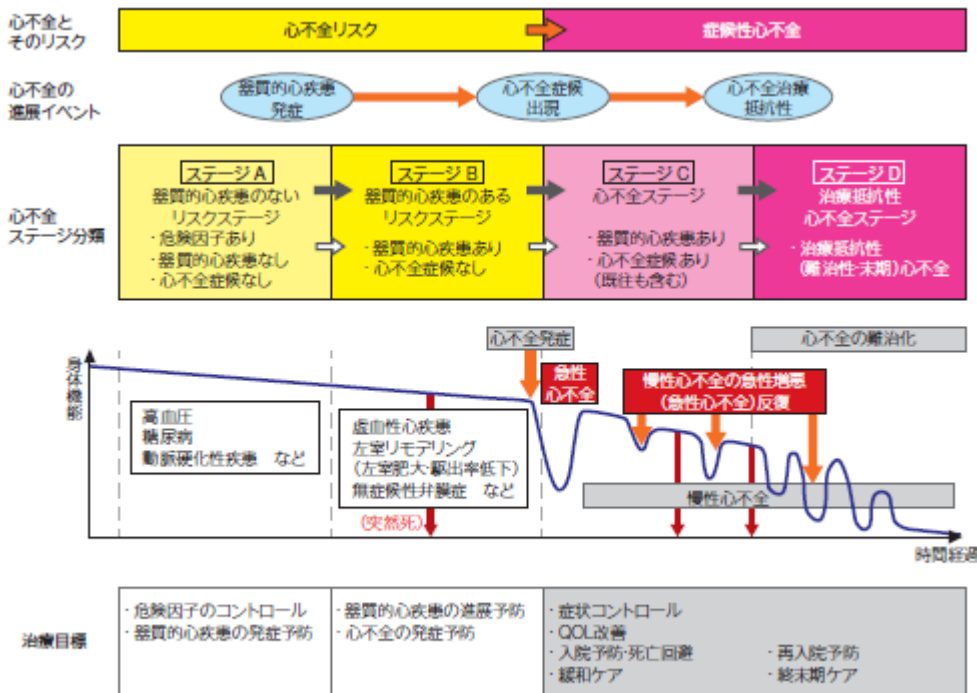 心不全と
そのリスク
心不全リスク
症候性心不全
心不全の
進展イベント
器質的心疾患
発症
心不全症候
出現
心不全治療
抵抗性
心不全
ステージ分類
ステージA
器質的心疾患のない
リスクステージ
・危険因子あり
・器質的心疾患なし
・心不全症候なし
ステージB
器質的心疾患のある
リスクステージ
・器質的心疾患あり
・心不全症候なし
ステージC
心不全ステージ
・器質的心疾患あり
・心不全症候あり
(既往も含む)
ステージD
治療抵抗性
心不全ステージ
・治療抵抗性
(難治性・末期)心不全
身体機能
心不全発症
心不全の難治化
急性
心不全
慢性心不全の急性増悪
(急性心不全)反復
高血圧
糖尿病
動脈硬化性疾患 など
虚血性心疾患
左室リモデリング
(左室肥大・駆出率低下)
無症候性弁膜症 など
慢性心不全
(突然死)
時間経過
治療目標
・危険因子のコントロール
・器質的心疾患の発症予防
・器質的心疾患の進展予防
・心不全の発症予防
・症状コントロール
・QOL改善
・入院予防・死亡回避
・緩和ケア
・再入院予防
・終末期ケア